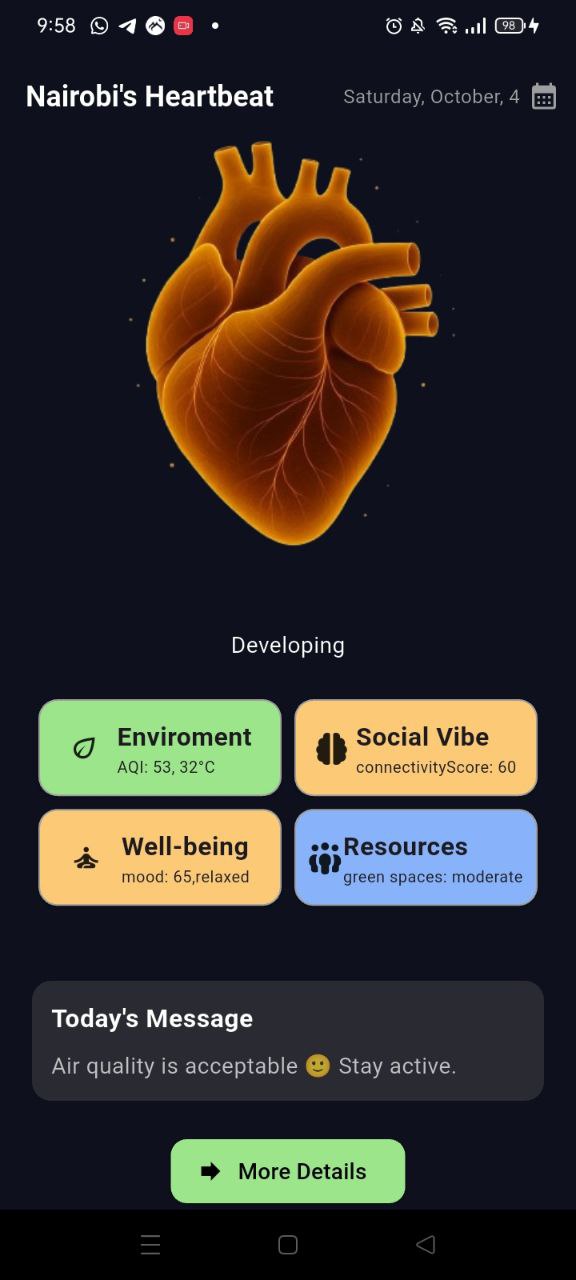 9:58
98
Nairobi's Heartbeat
Saturday, October, 4
Developing
Enviroment
AQI: 53, 32°C
Social Vibe
connectivityScore: 60
Well-being
mood: 65,relaxed
Resources
green spaces: moderate
Today's Message
Air quality is acceptable 🙂 Stay active.
More Details